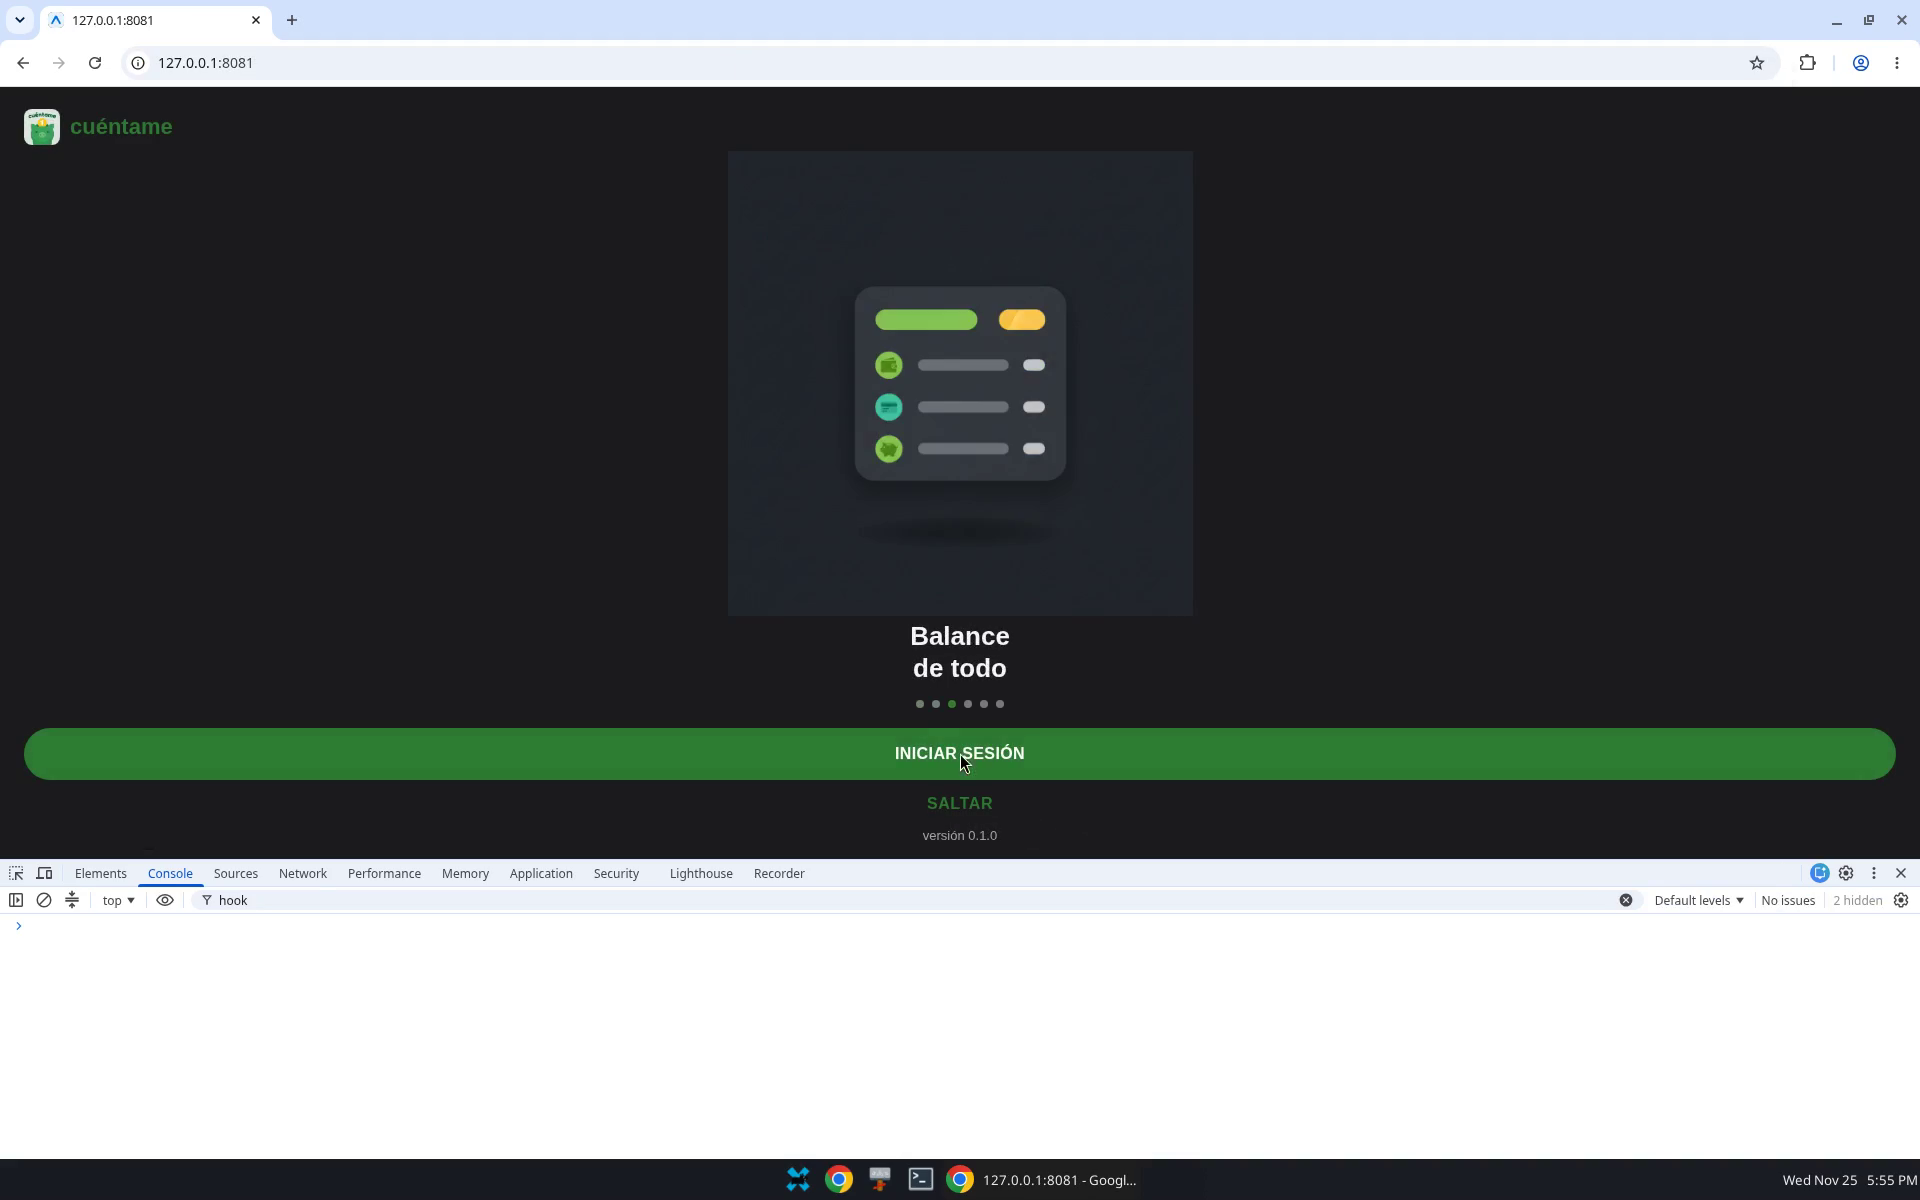 127.0.0.1:8081
127.0.0.1:8081
cuéntame
cuéntame
Balance
de todo
INICIAR SESIÓN
SALTAR
versión 0.1.0
Elements Console Sources Network Performance Memory Application Security Lighthouse Recorder
top hook Default levels No issues 2 hidden
127.0.0.1:8081 - Googl... Wed Nov 25 5:55 PM